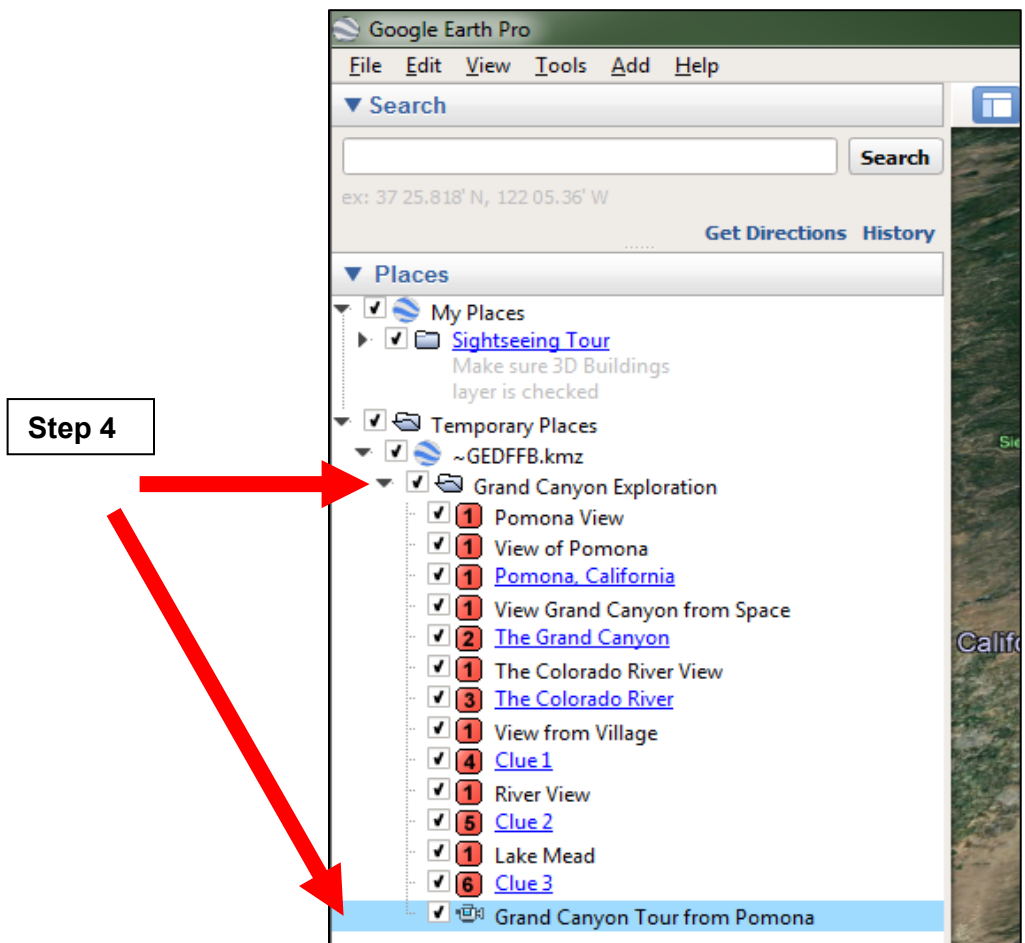 Google Earth Pro
File Edit View Tools Add Help
Search
Search
ex: 37 25.818' N, 122 05.36' W
Get Directions History
Places
My Places
Sightseeing Tour
Make sure 3D Buildings
layer is checked
Step 4
Temporary Places
~GEDFFB.kmz
Grand Canyon Exploration
1 Pomona View
1 View of Pomona
1 Pomona, California
1 View Grand Canyon from Space
2 The Grand Canyon
1 The Colorado River View
3 The Colorado River
1 View from Village
4 Clue 1
1 River View
5 Clue 2
1 Lake Mead
6 Clue 3
Grand Canyon Tour from Pomona
Sie
Califo